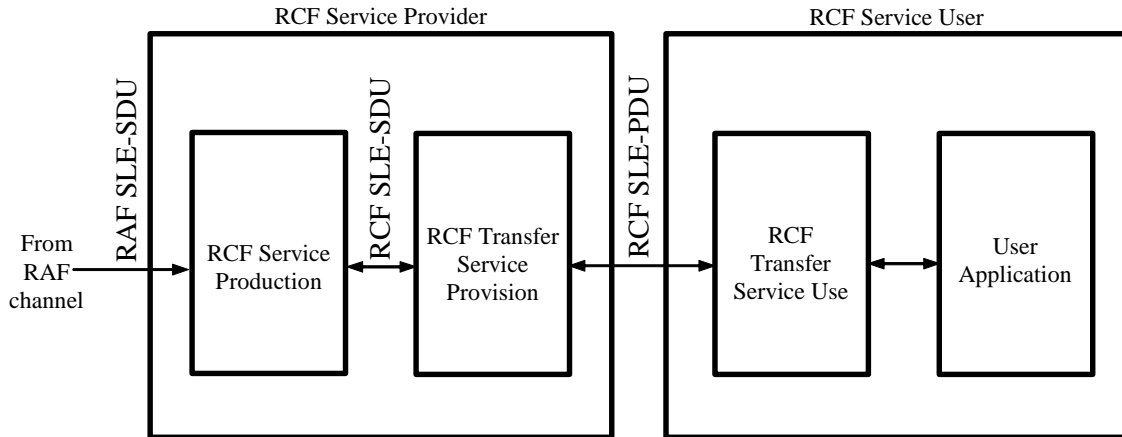 RCF Service Provider
RCF Service User
RAF SLE-SDU
RCF SLE-SDU
RCF SLE-PDU
From
RAF
channel
RCF Service
Production
RCF Transfer
Service
Provision
RCF
Transfer
Service Use
User
Application